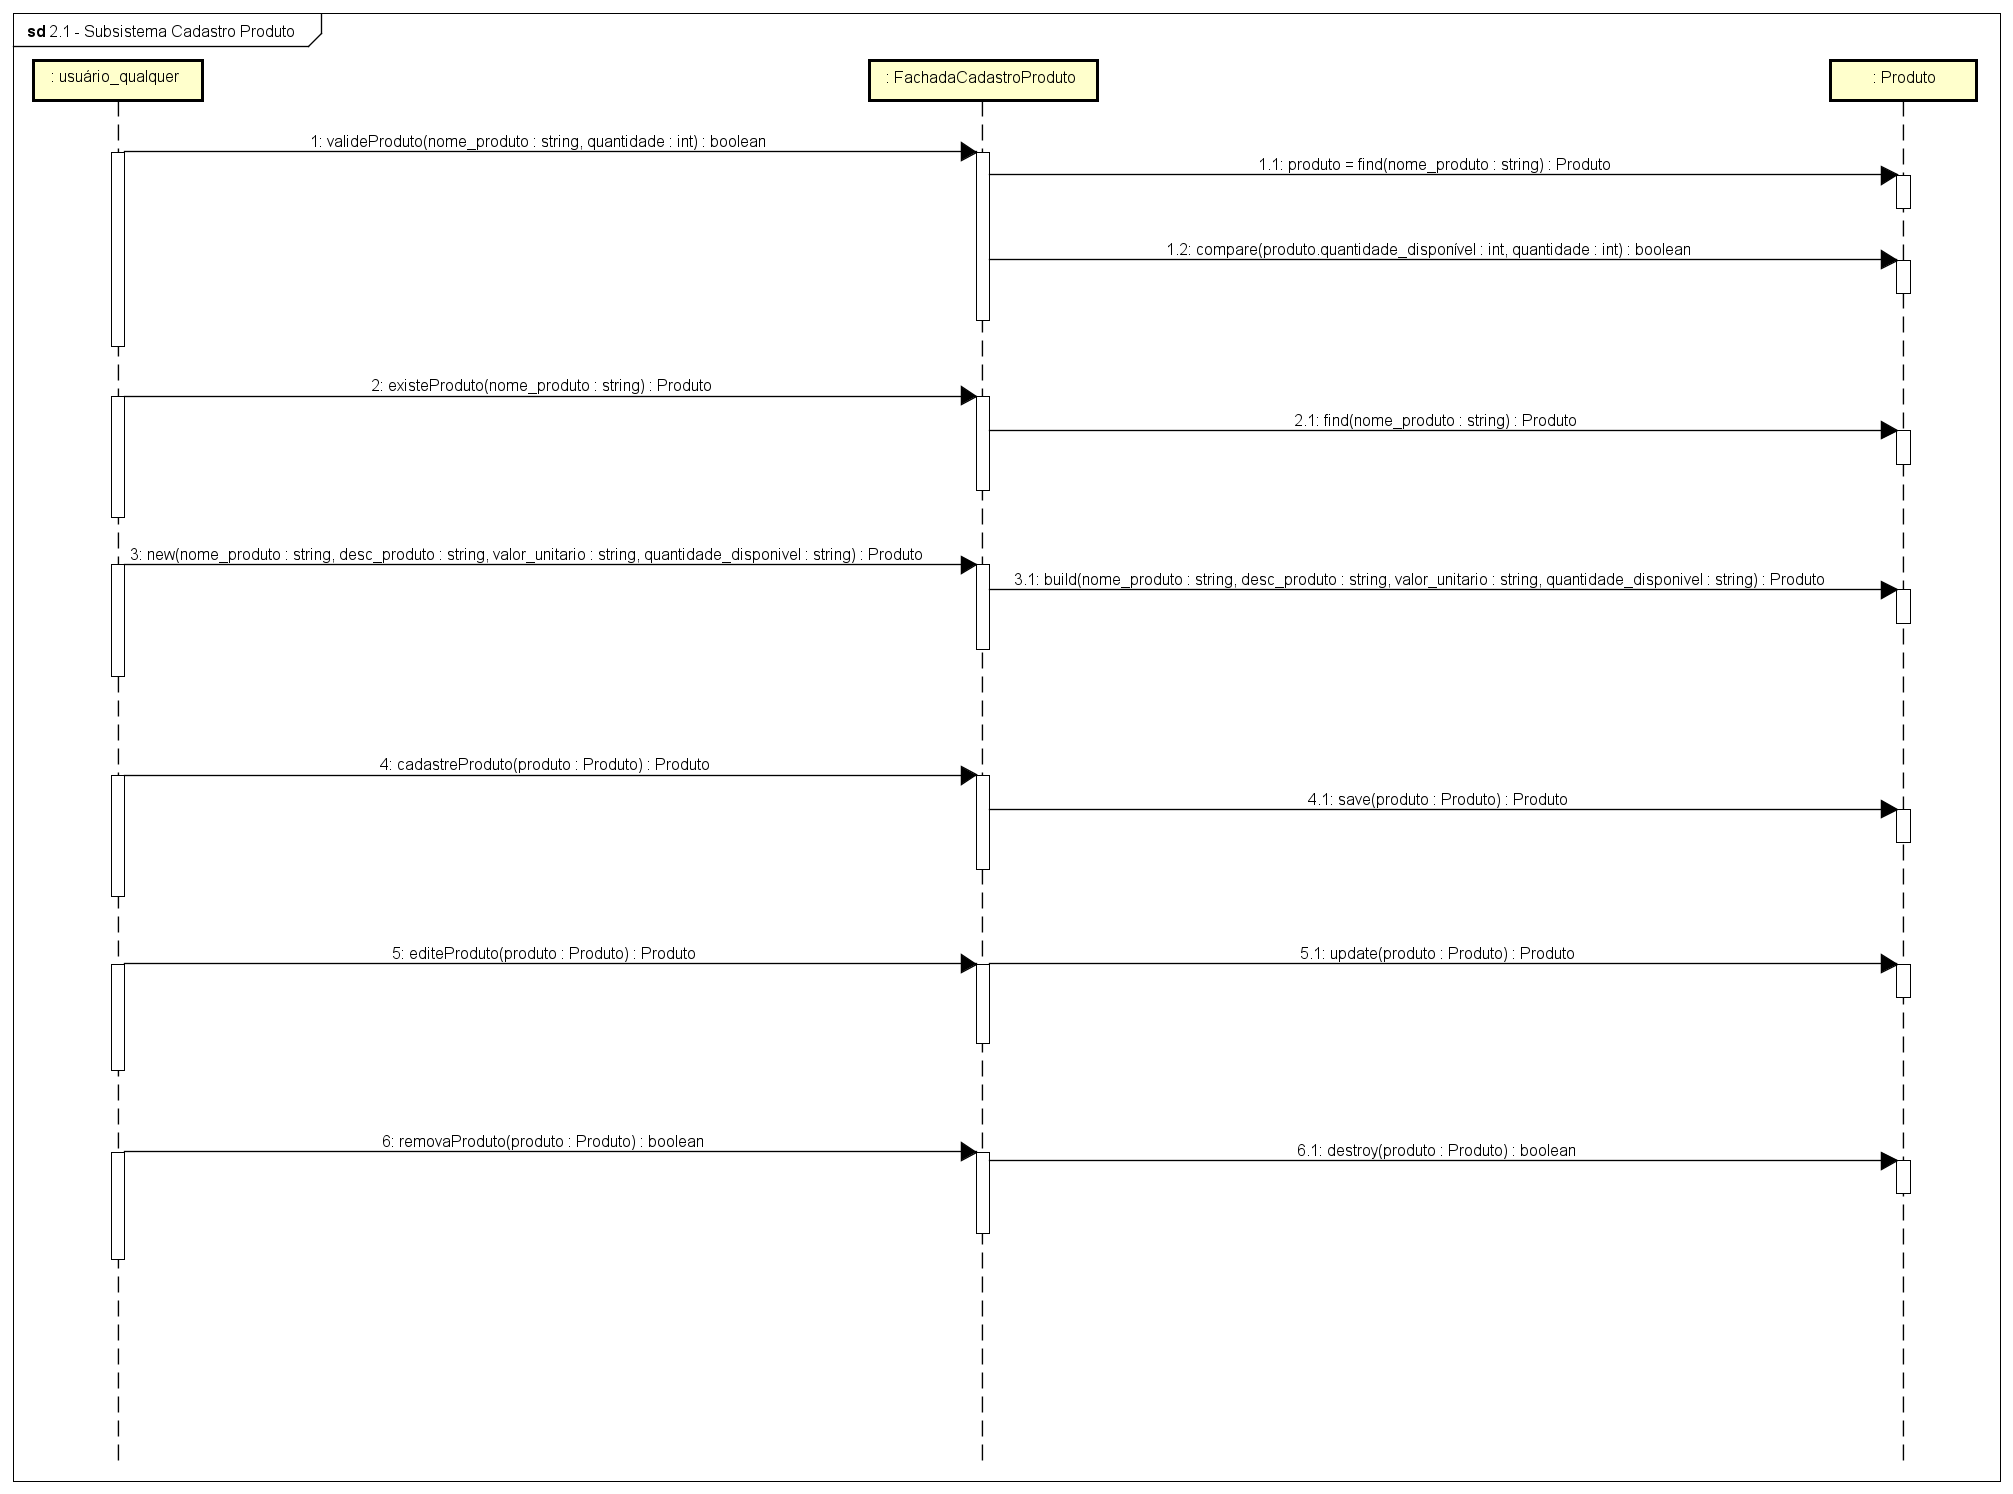 sd 2.1 - Subsistema Cadastro Produto
: usuário_qualquer
: FachadaCadastroProduto
: Produto
1: valideProduto(nome_produto : string, quantidade : int) : boolean
1.1: produto = find(nome_produto : string) : Produto
1.2: compare(produto.quantidade_disponível : int, quantidade : int) : boolean
2: existeProduto(nome_produto : string) : Produto
2.1: find(nome_produto : string) : Produto
3: new(nome_produto : string, desc_produto : string, valor_unitario : string, quantidade_disponivel : string) : Produto
3.1: build(nome_produto : string, desc_produto : string, valor_unitario : string, quantidade_disponivel : string) : Produto
4: cadastreProduto(produto : Produto) : Produto
4.1: save(produto : Produto) : Produto
5: editeProduto(produto : Produto) : Produto
5.1: update(produto : Produto) : Produto
6: removaProduto(produto : Produto) : boolean
6.1: destroy(produto : Produto) : boolean